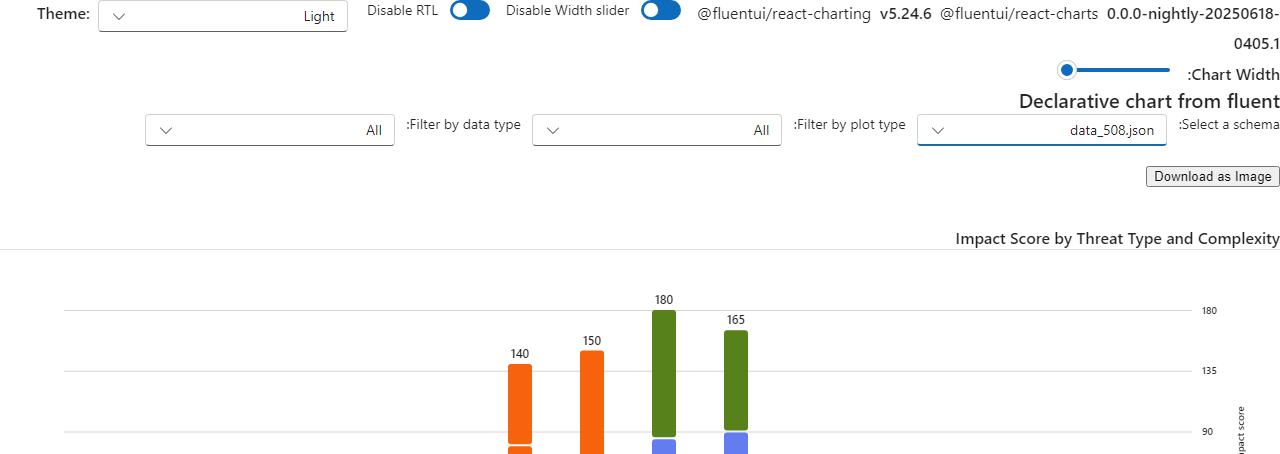 Theme: Light Disable RTL Disable Width slider @fluentui/react-charting v5.24.6 @fluentui/react-charts 0.0.0-nightly-20250618-
0405.1
:Chart Width
Declarative chart from fluent
All :Filter by data type All :Filter by plot type data_508.json :Select a schema
Download as Image
Impact Score by Threat Type and Complexity
180
165
150
140
180
135
90